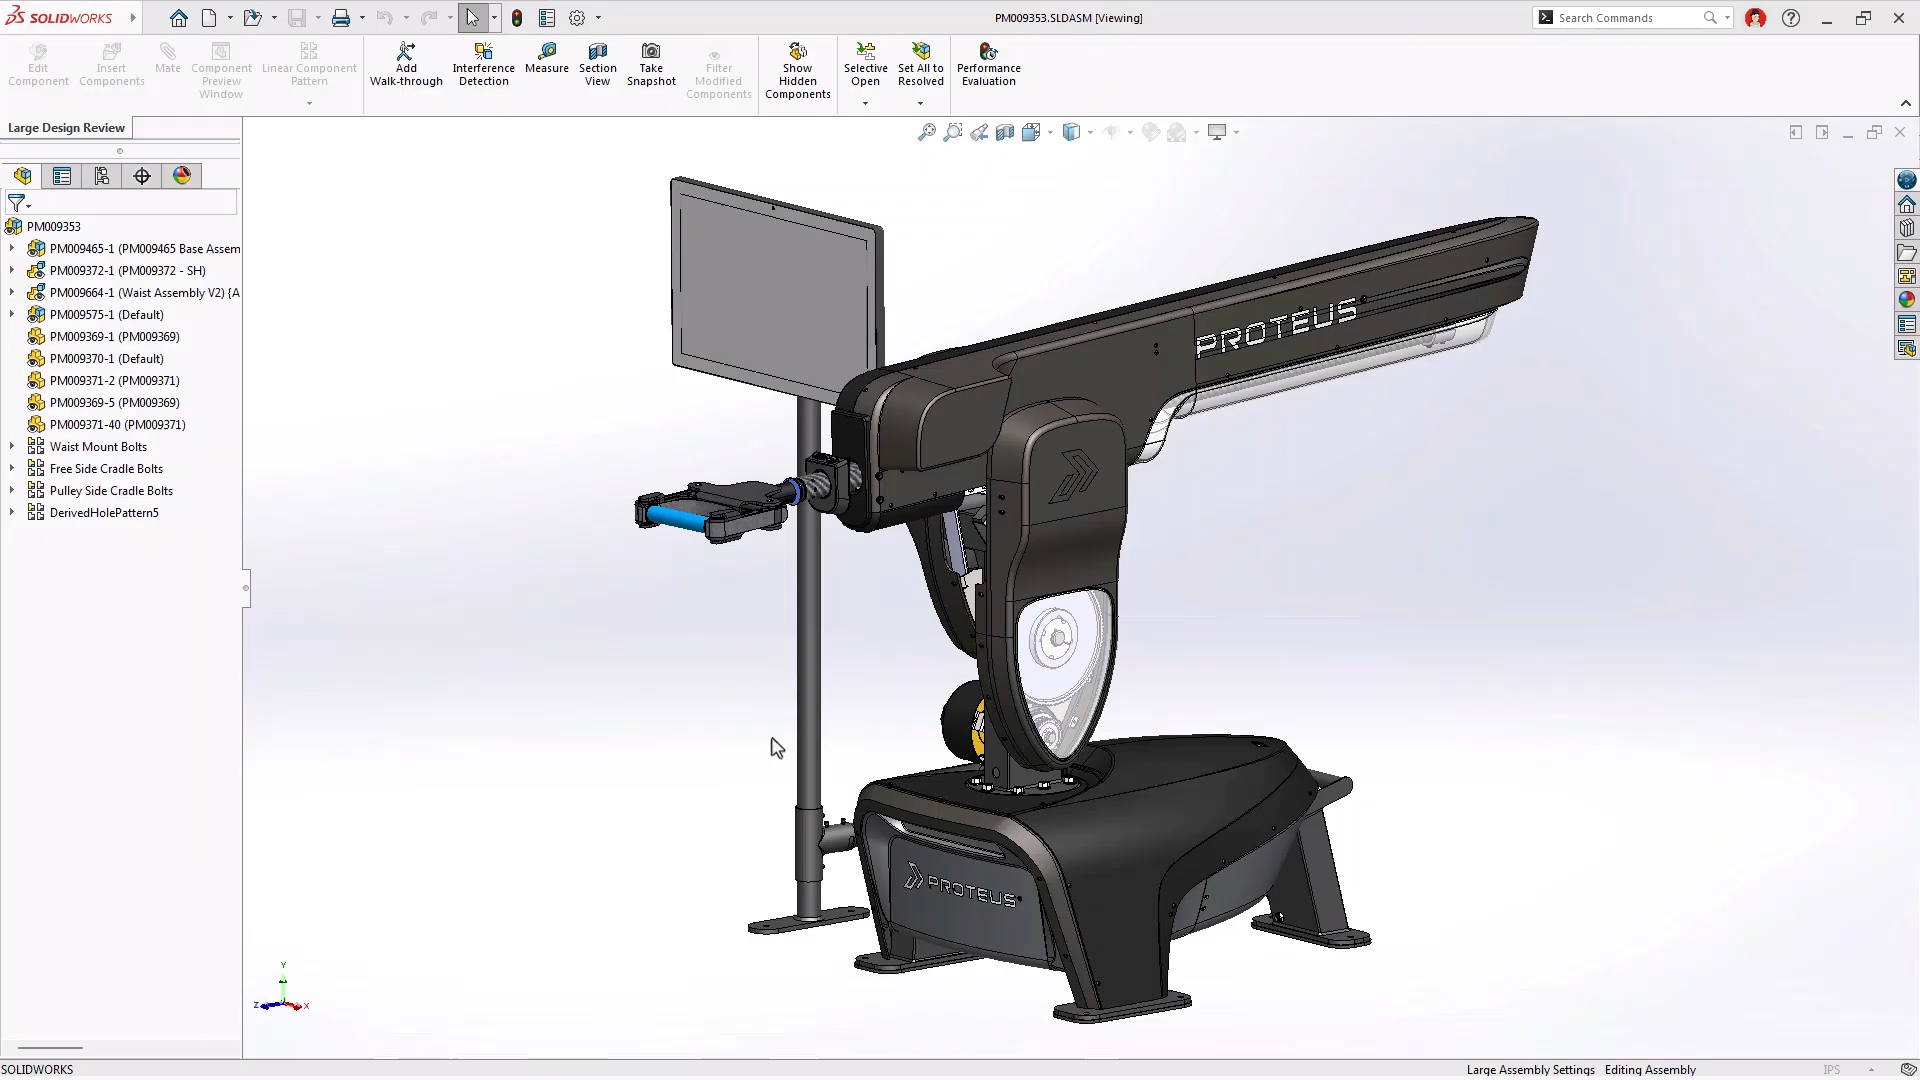 SOLIDWORKS
PM009353.SLDASM [Viewing]
Search Commands
Edit
Component
Insert
Components
Mate
Component
Preview
Window
Linear Component
Pattern
Add
Walk-through
Interference
Detection
Measure
Section
View
Take
Snapshot
Filter
Modified
Components
Show
Hidden
Components
Selective
Open
Set All to
Resolved
Performance
Evaluation
Large Design Review
PM009353
PM009465-1 (PM009465 Base Assem
PM009372-1 (PM009372 - SH)
PM009664-1 (Waist Assembly V2) {A
PM009575-1 (Default)
PM009369-1 (PM009369)
PM009370-1 (Default)
PM009371-2 (PM009371)
PM009369-5 (PM009369)
PM009371-40 (PM009371)
Waist Mount Bolts
Free Side Cradle Bolts
Pulley Side Cradle Bolts
DerivedHolePattern5
PROTEUS
PROTEUS
Y
Z
X
SOLIDWORKS
Large Assembly Settings
Editing Assembly
IPS